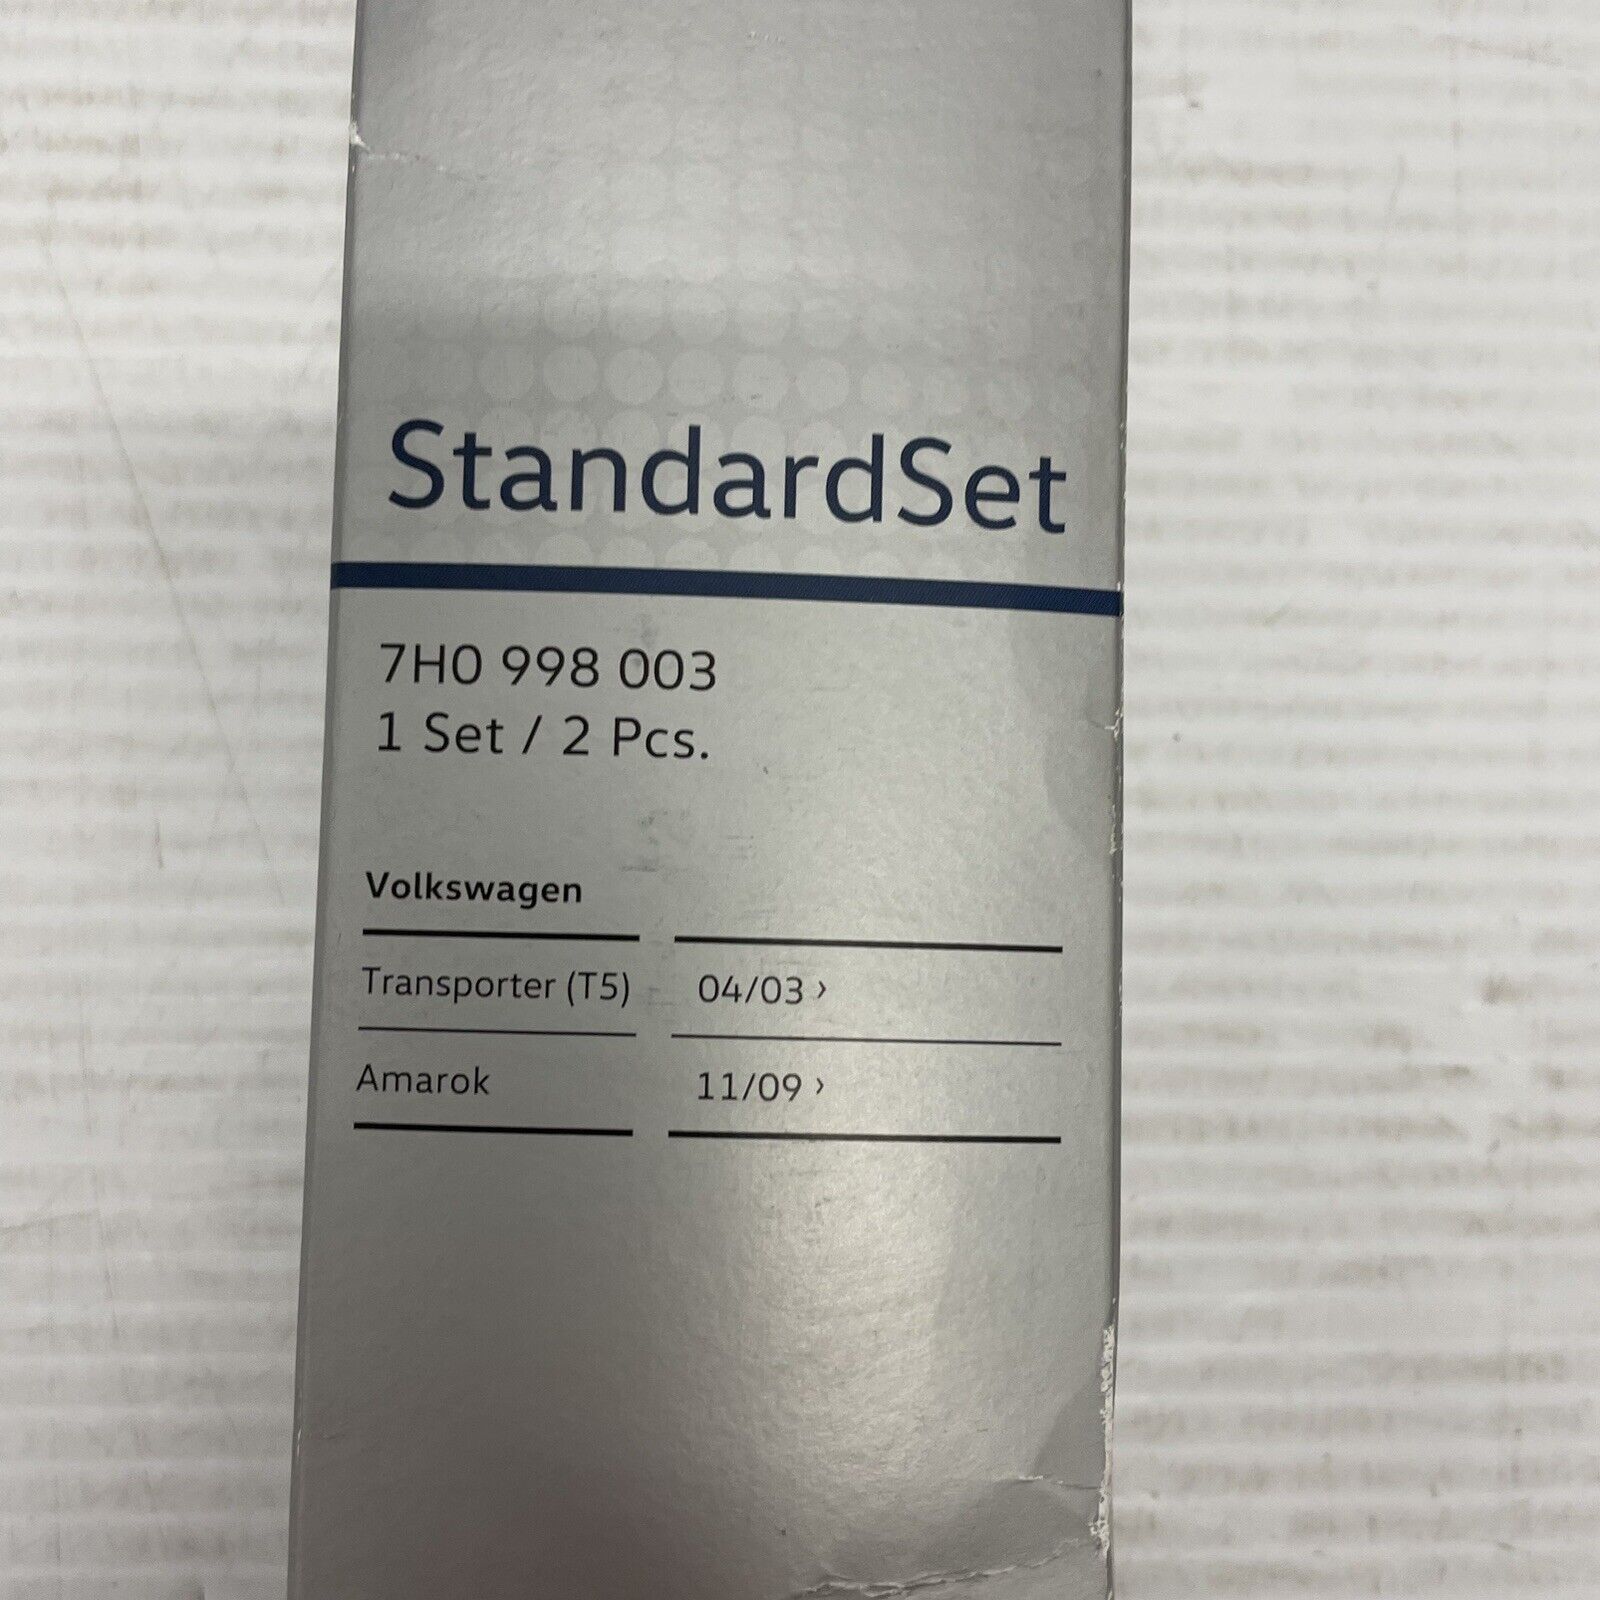 StandardSet
7H0 998 003
1 Set / 2 Pcs.
Volkswagen
Transporter (T5) 04/03 ›
Amarok 11/09 ›